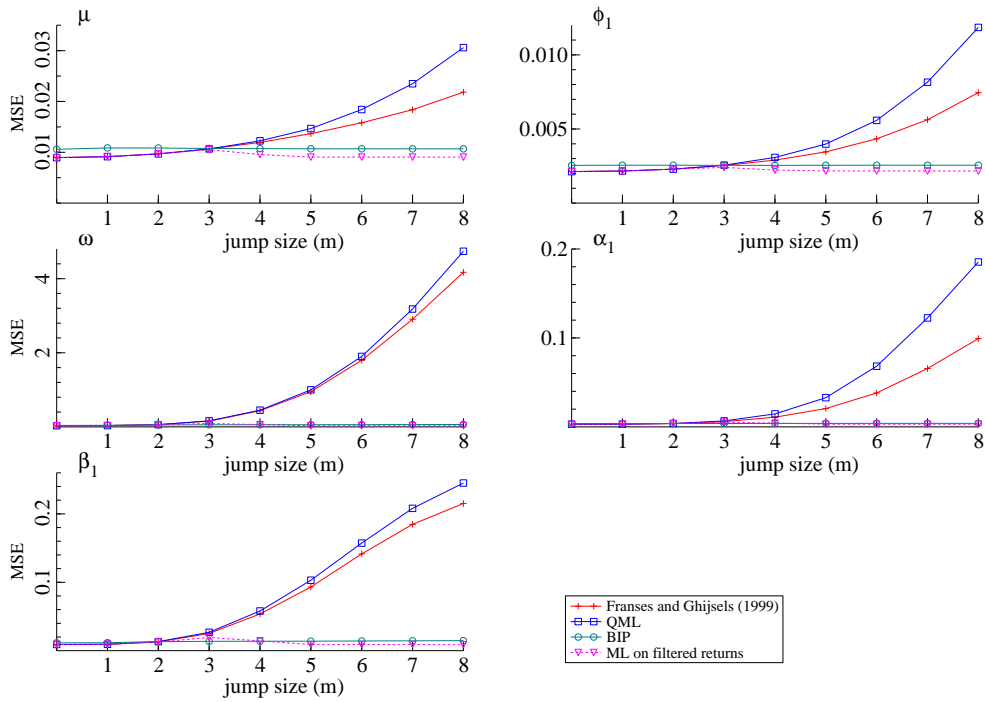 μ
MSE
0.03
0.02
0.01
1 2 3 4 5 6 7 8
jump size (m)
ϕ1
0.010
0.005
1 2 3 4 5 6 7 8
jump size (m)
ω
MSE
4
2
1 2 3 4 5 6 7 8
jump size (m)
α1
0.2
0.1
1 2 3 4 5 6 7 8
jump size (m)
β1
MSE
0.2
0.1
1 2 3 4 5 6 7 8
jump size (m)
Franses and Ghijsels (1999)
QML
BIP
ML on filtered returns